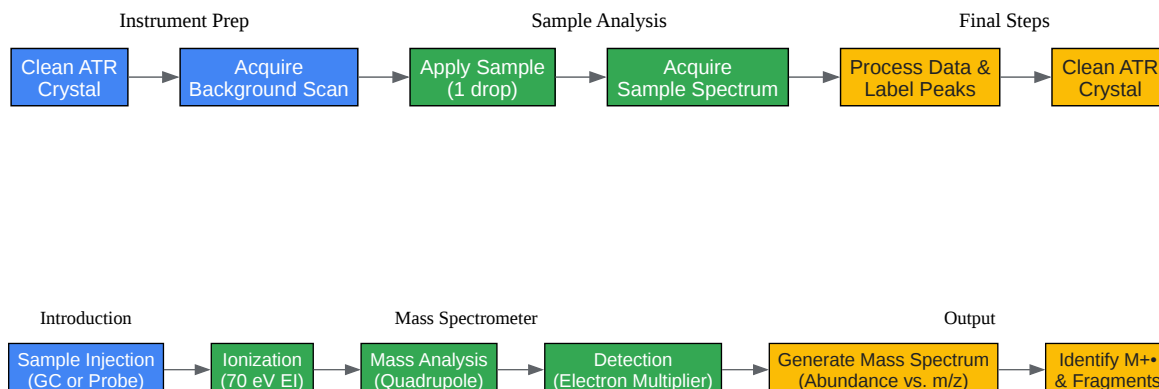 Instrument Prep
Sample Analysis
Final Steps
Clean ATR
Crystal
Acquire
Background Scan
Apply Sample
(1 drop)
Acquire
Sample Spectrum
Process Data &
Label Peaks
Clean ATR
Crystal
Introduction
Mass Spectrometer
Output
Sample Injection
(GC or Probe)
Ionization
(70 eV EI)
Mass Analysis
(Quadrupole)
Detection
(Electron Multiplier)
Generate Mass Spectrum
(Abundance vs. m/z)
Identify M+•
& Fragments